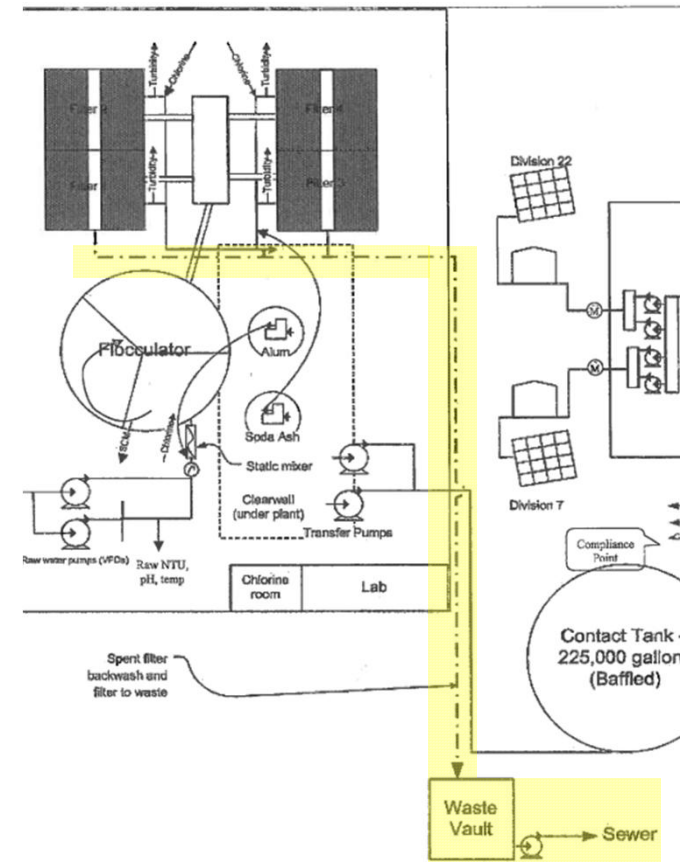 Turbidity
Chlorine
Chlorine
Turbidity
Filter 4
Turbidity
Turbidity
Filter 3
Division 22
M
Flocculator
Alum
M
SCM
Chlorine
Soda Ash
Static mixer
Clearwell
(under plant)
Transfer Pumps
Division 7
Raw water pumps (VFDs)
Raw NTU,
pH, temp
Compliance
Point
Chlorine
room
Lab
Contact Tank
225,000 gallon
(Baffled)
Spent filter
backwash and
filter to waste
Waste
Vault
Sewer